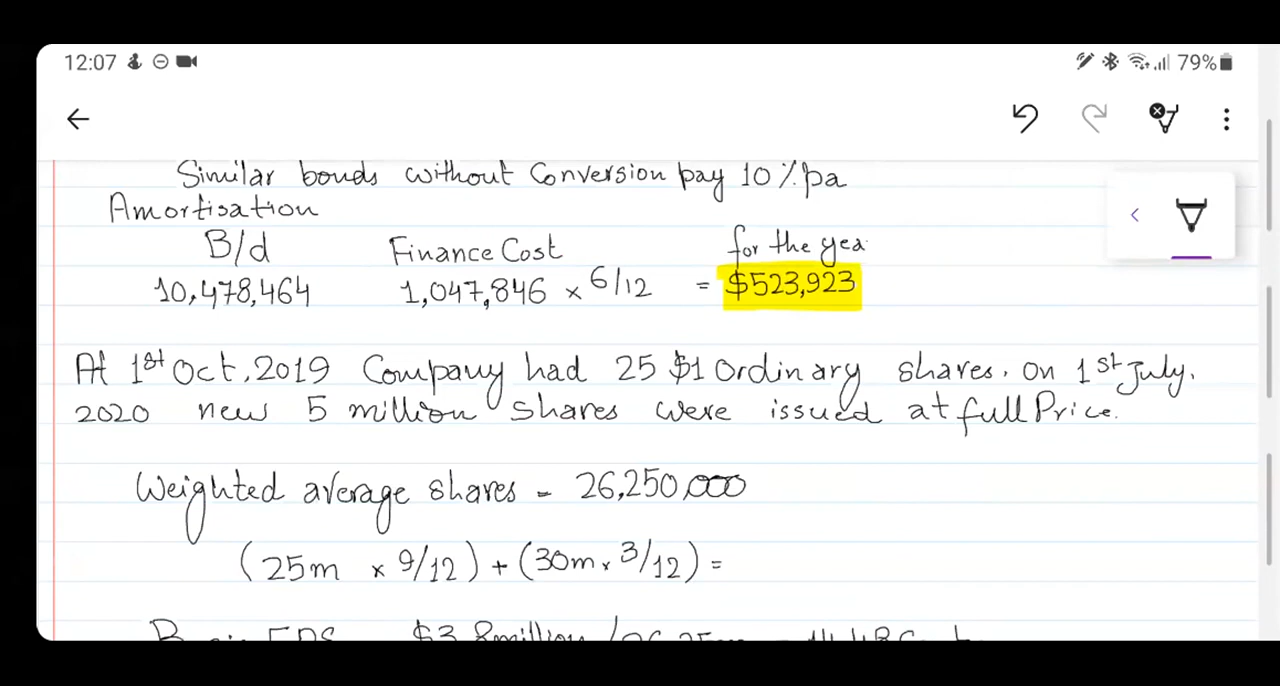 12:07 79%
Similar bonds without Conversion pay 10 % pa
Amortisation
B/d Finance Cost for the yea
10,478,464 1,047,846 x 6/12 = $523,923
At 1st Oct, 2019 Company had 25 $1 Ordinary shares. On 1st July,
2020 new 5 million shares were issued at full Price.
Weighted average shares = 26,250,000
(25m x 9/12) + (30m x 3/12) =
$3.8million